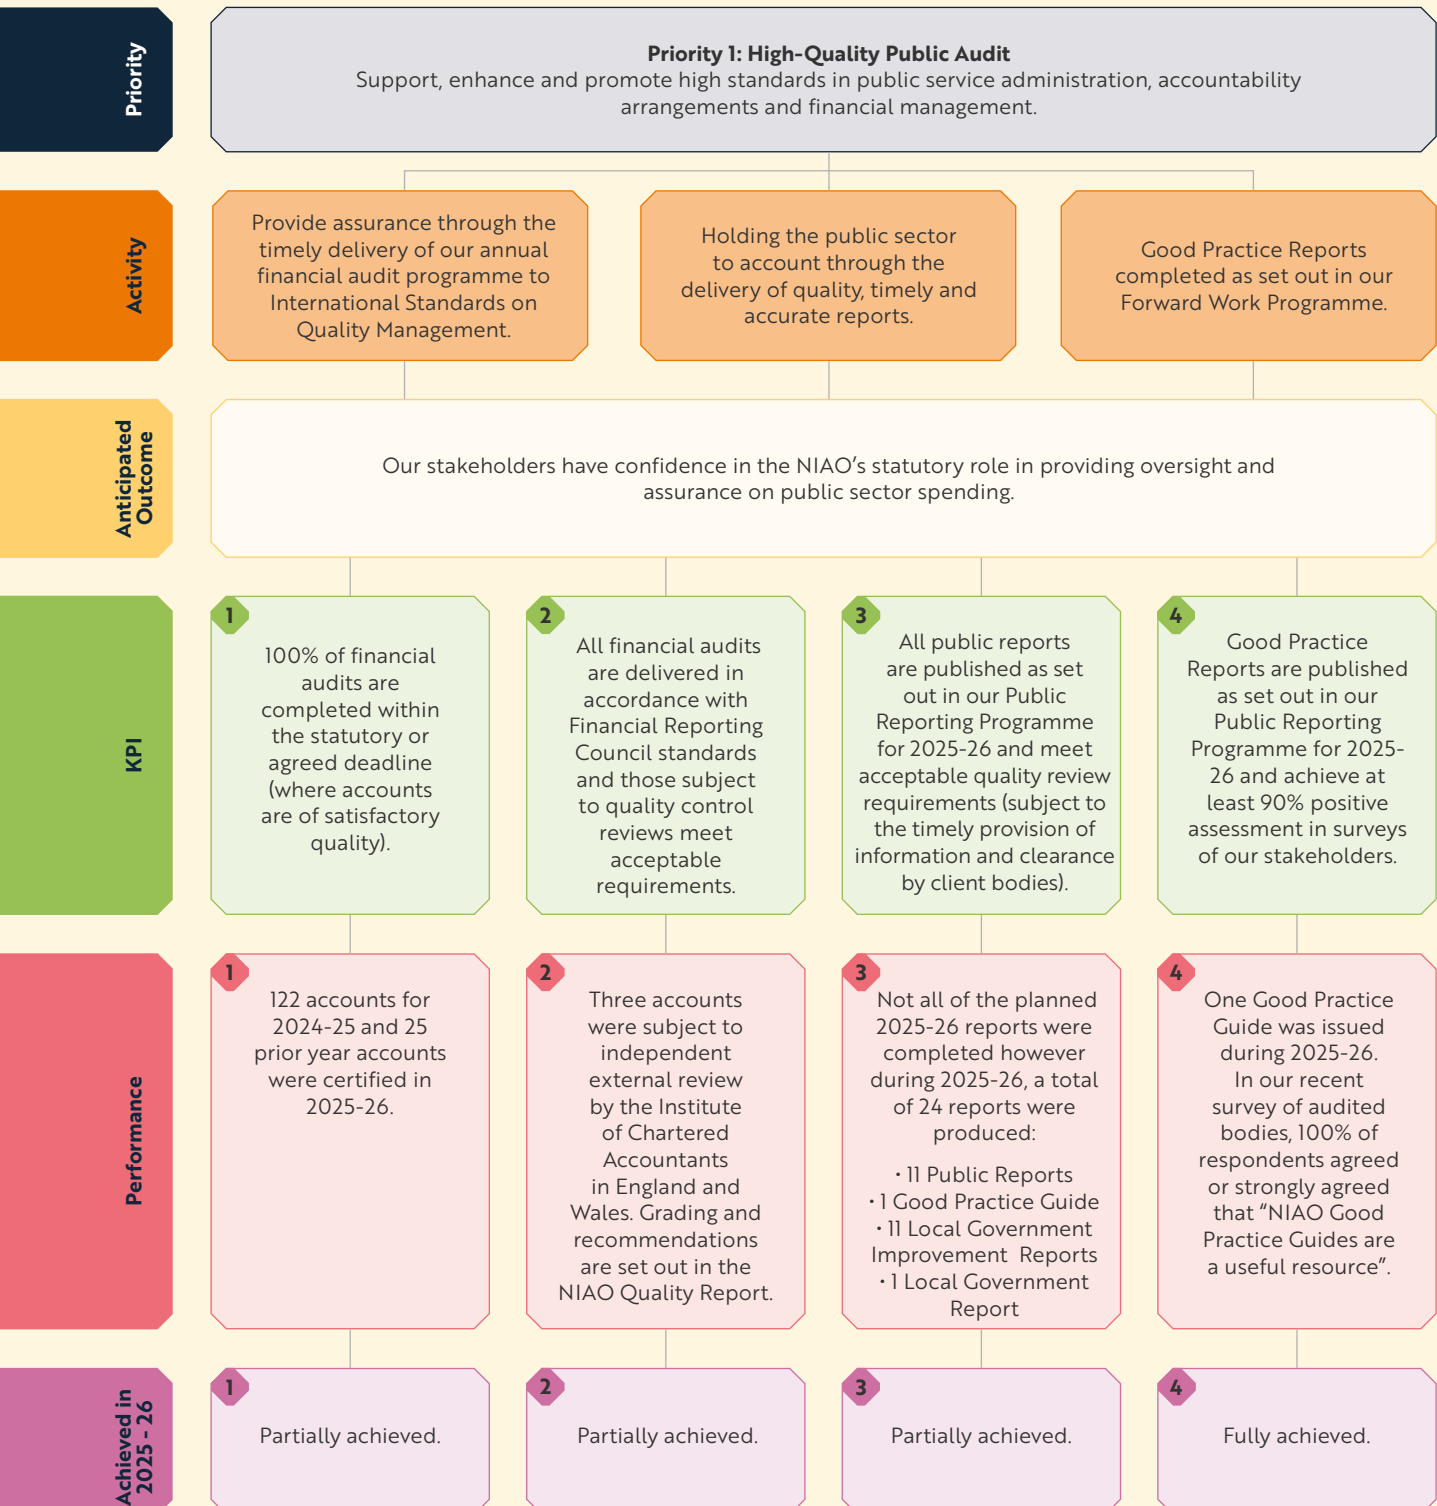 Priority
Priority 1: High-Quality Public Audit
Support, enhance and promote high standards in public service administration, accountability
arrangements and financial management.
Activity
Provide assurance through the
timely delivery of our annual
financial audit programme to
International Standards on
Quality Management.
Holding the public sector
to account through the
delivery of quality, timely and
accurate reports.
Good Practice Reports
completed as set out in our
Forward Work Programme.
Anticipated
Outcome
Our stakeholders have confidence in the NIAO’s statutory role in providing oversight and
assurance on public sector spending.
KPI
1
100% of financial
audits are
completed within
the statutory or
agreed deadline
(where accounts
are of satisfactory
quality).
2
All financial audits
are delivered in
accordance with
Financial Reporting
Council standards
and those subject
to quality control
reviews meet
acceptable
requirements.
3
All public reports
are published as set
out in our Public
Reporting Programme
for 2025-26 and meet
acceptable quality review
requirements (subject to
the timely provision of
information and clearance
by client bodies).
4
Good Practice
Reports are published
as set out in our
Public Reporting
Programme for 2025-
26 and achieve at
least 90% positive
assessment in surveys
of our stakeholders.
Performance
1
122 accounts for
2024-25 and 25
prior year accounts
were certified in
2025-26.
2
Three accounts
were subject to
independent
external review
by the Institute
of Chartered
Accountants
in England and
Wales. Grading and
recommendations
are set out in the
NIAO Quality Report.
3
Not all of the planned
2025-26 reports were
completed however
during 2025-26, a total
of 24 reports were
produced:
• 11 Public Reports
• 1 Good Practice Guide
• 11 Local Government
Improvement Reports
• 1 Local Government
Report
4
One Good Practice
Guide was issued
during 2025-26.
In our recent
survey of audited
bodies, 100% of
respondents agreed
or strongly agreed
that “NIAO Good
Practice Guides are
a useful resource”.
Achieved in
2025 - 26
1
Partially achieved.
2
Partially achieved.
3
Partially achieved.
4
Fully achieved.